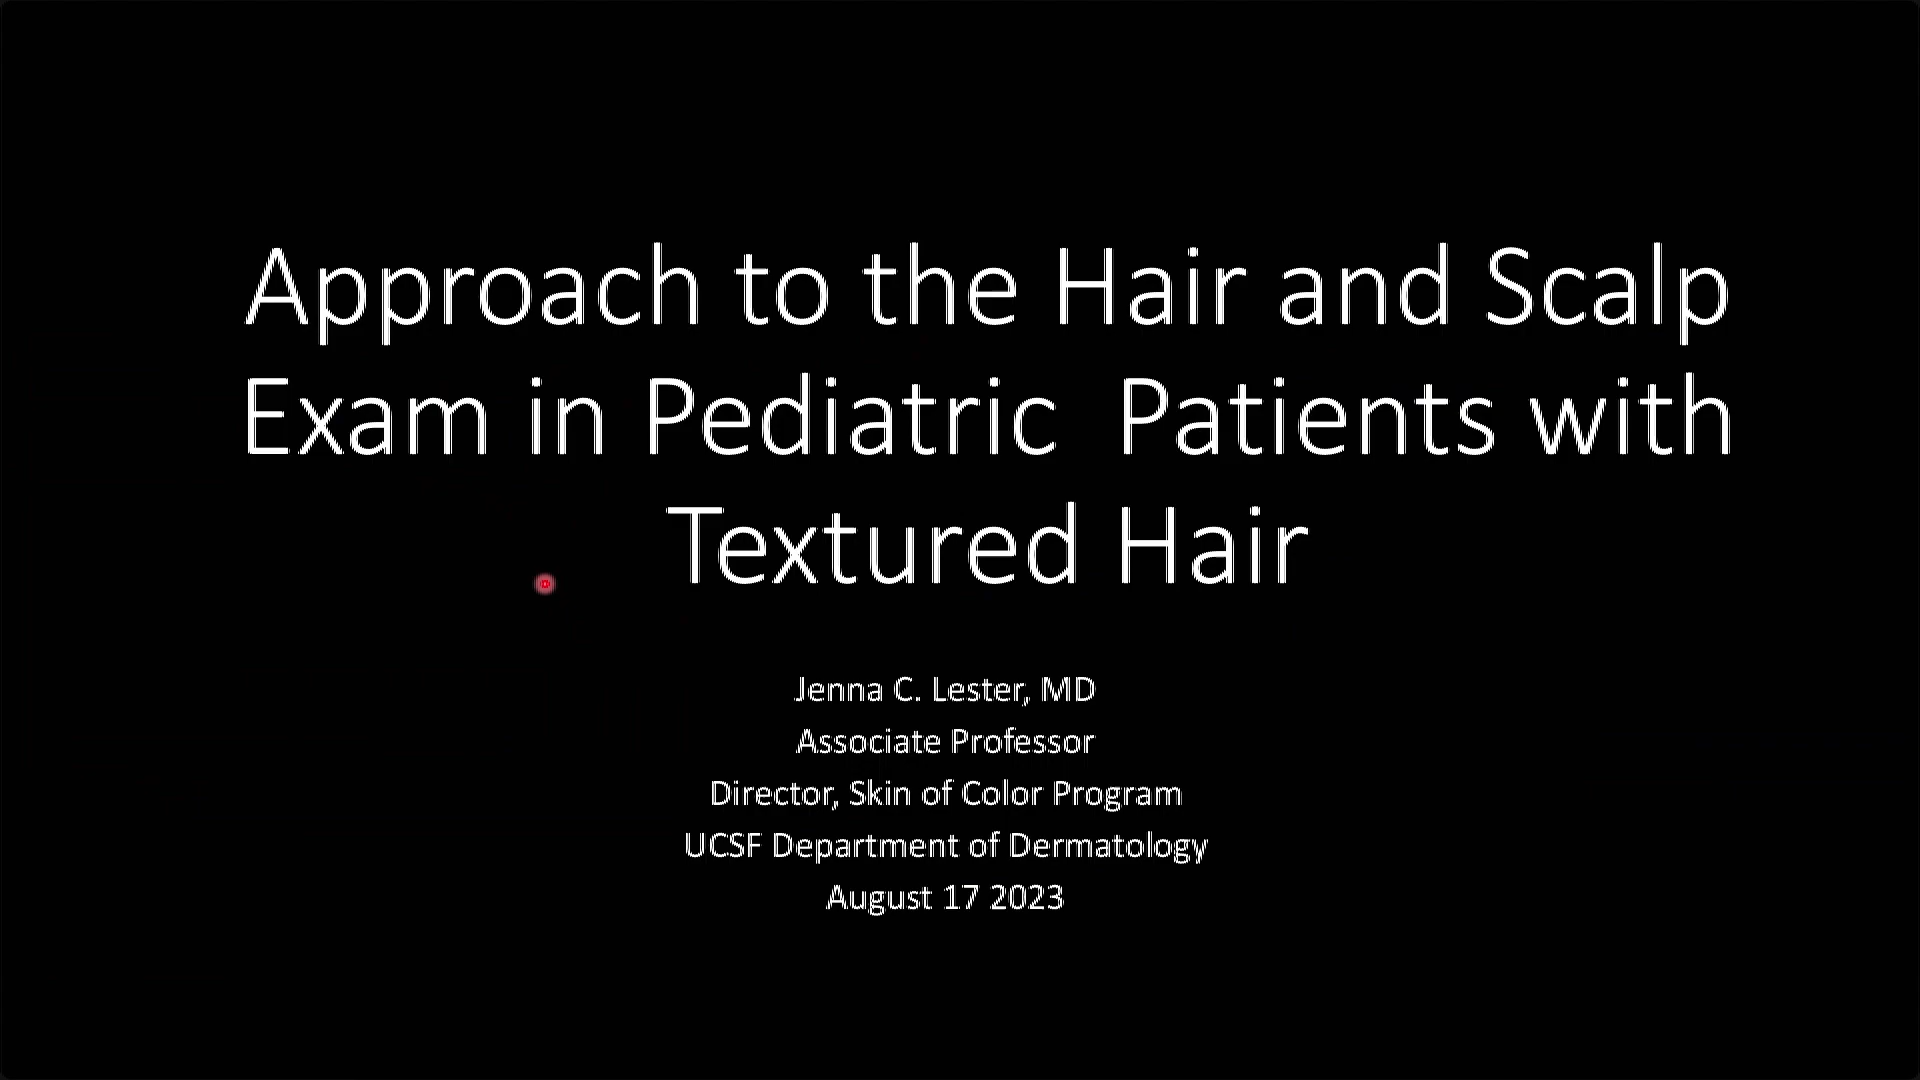 Approach to the Hair and Scalp
Exam in Pediatric  Patients with
Textured Hair
Jenna C. Lester, MD
Associate Professor
Director, Skin of Color Program
UCSF Department of Dermatology
August 17 2023